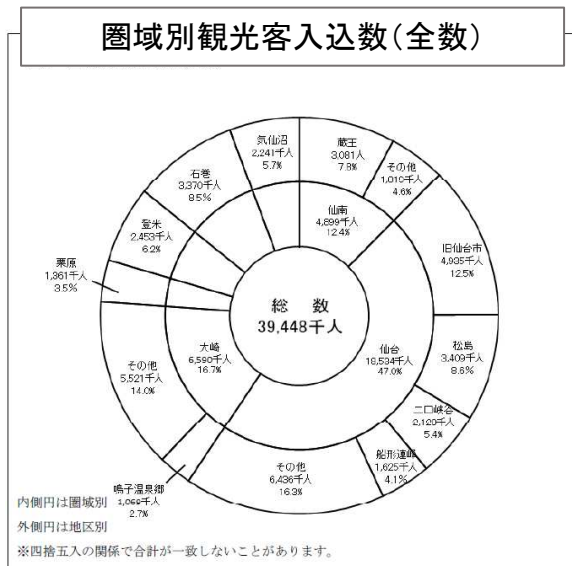 圏域別観光客入込数(全数)
気仙沼
2,241千人
5.7%
蔵王
3,081人
7.8%
その他
1,010千人
4.6%
石巻
3,370千人
8.5%
仙南
4,899千人
12.4%
登米
2,453千人
6.2%
旧仙台市
4,935千人
12.5%
栗原
1,361千人
3.5%
総 数
39,448千人
大崎
6,590千人
16.7%
仙台
18,534千人
47.0%
松島
3,409千人
8.6%
その他
5,521千人
14.0%
二口峡谷
2,120千人
5.4%
船形連峰
1,625千人
4.1%
その他
6,436千人
16.3%
鳴子温泉郷
1,069千人
2.7%
内側円は圏域別
外側円は地区別
※四捨五入の関係で合計が一致しないことがあります。